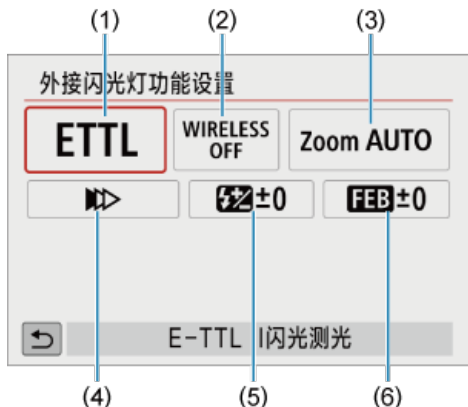 (1) (2) (3)
外接闪光灯功能设置
ETTL WIRELESS OFF Zoom AUTO
±0 FEB±0
E-TTL I闪光测光
(4) (5) (6)